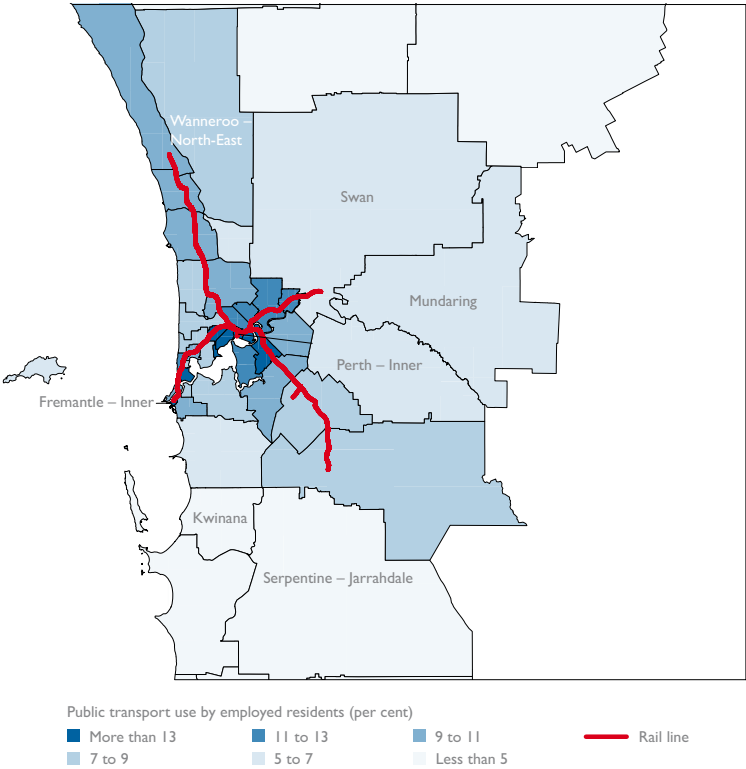 Wanneroo –
North-East
Swan
Mundaring
Perth – Inner
Fremantle – Inner
Kwinana
Serpentine – Jarrahdale
Public transport use by employed residents (per cent)
More than 13
11 to 13
9 to 11
Rail line
7 to 9
5 to 7
Less than 5